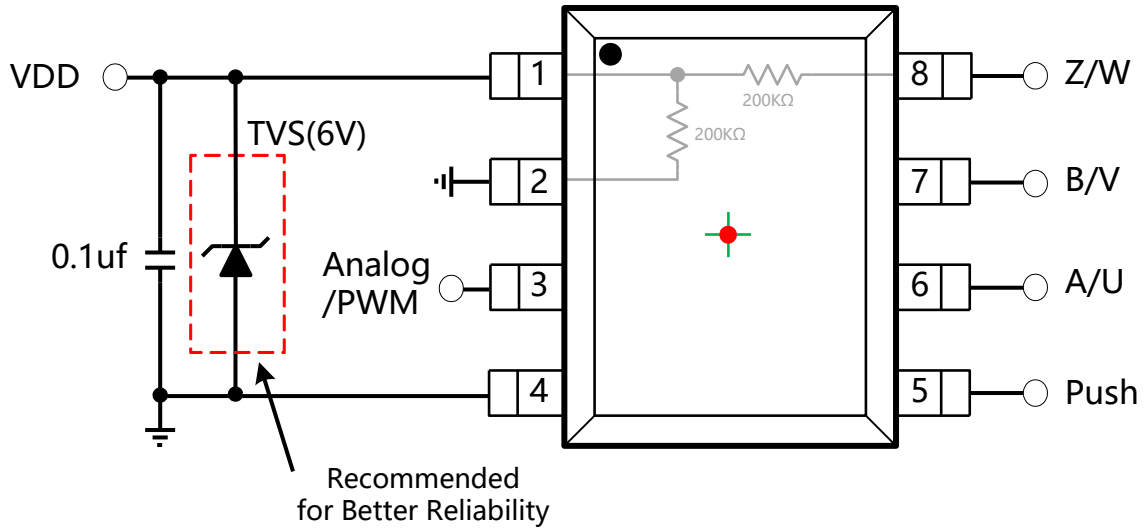 VDD
TVS(6V)
0.1uf
Analog
/PWM
1
2
3
4
200KΩ
200KΩ
8
7
6
5
Z/W
B/V
A/U
Push
Recommended
for Better Reliability